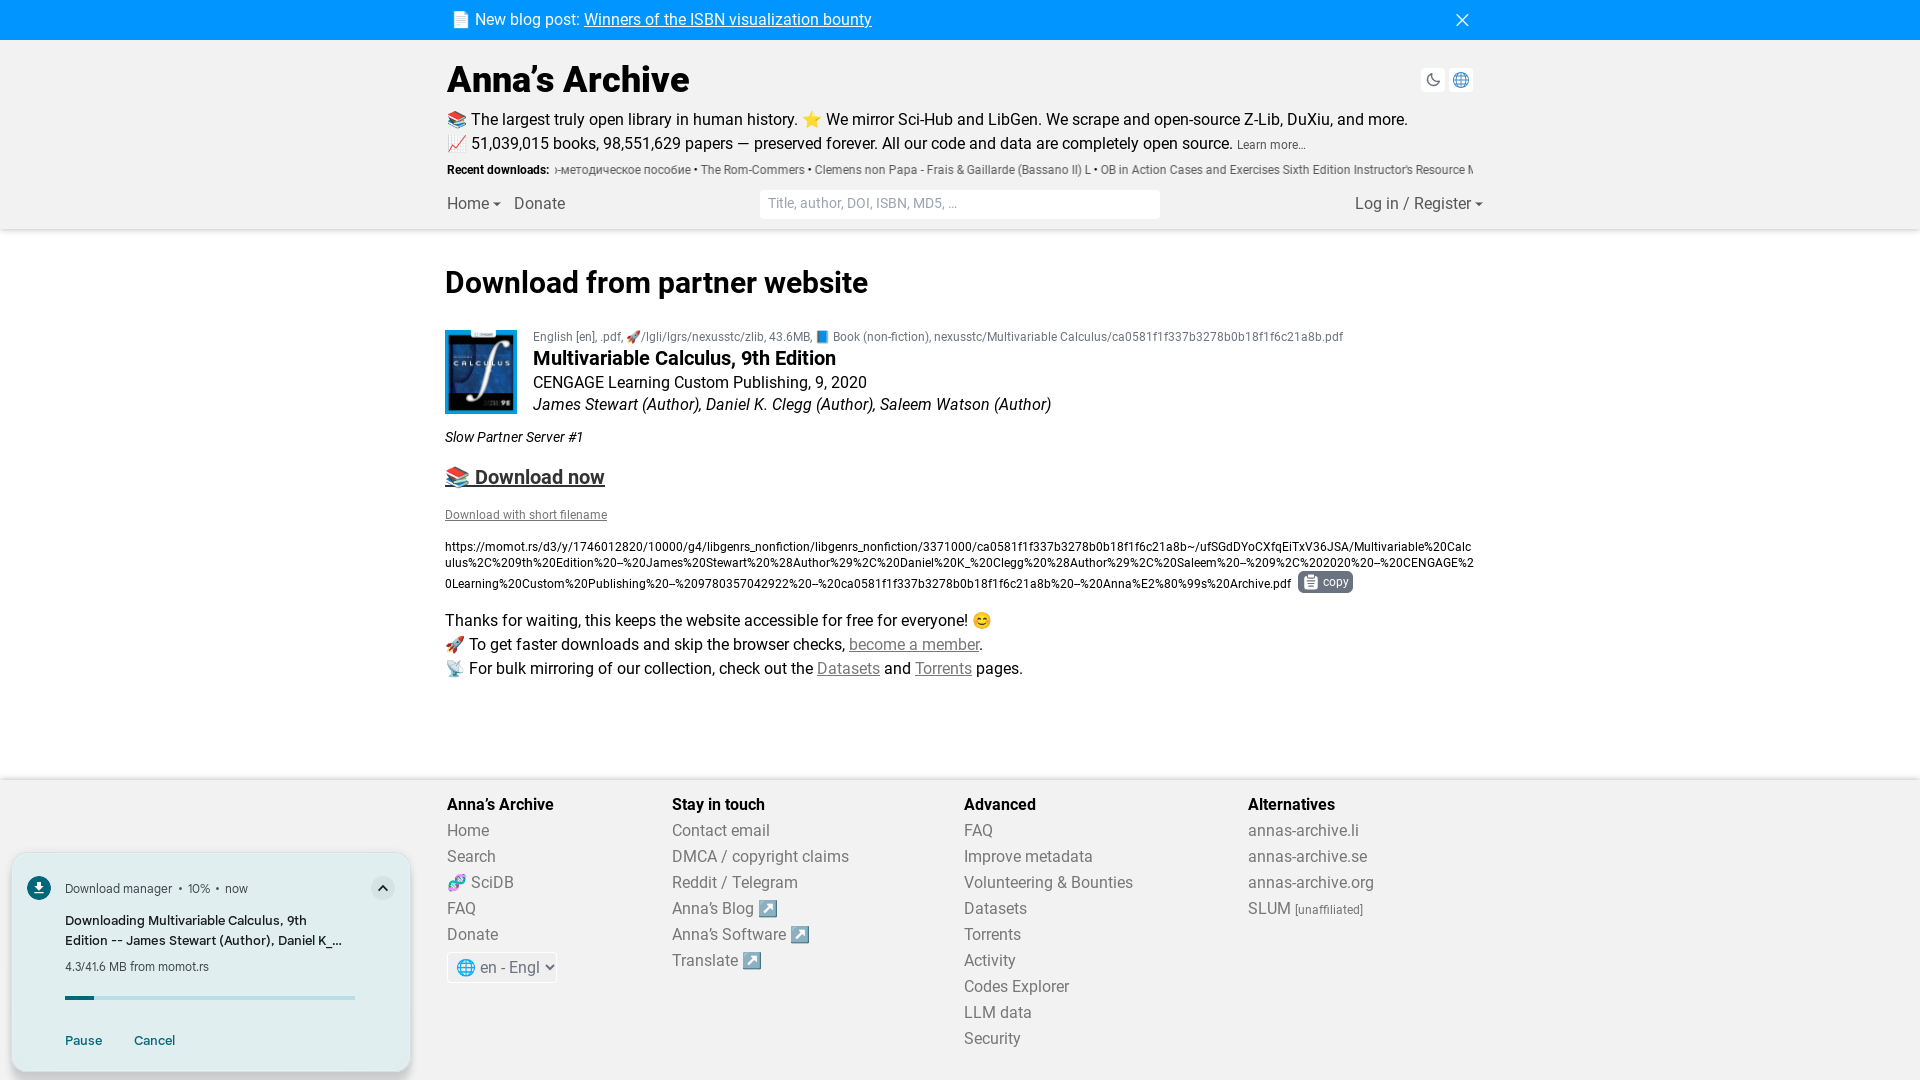 📄 New blog post: Winners of the ISBN visualization bounty
Anna’s Archive
📚 The largest truly open library in human history. ⭐️ We mirror Sci-Hub and LibGen. We scrape and open-source Z-Lib, DuXiu, and more.
📈 51,039,015 books, 98,551,629 papers — preserved forever. All our code and data are completely open source. Learn more…
Recent downloads: о-методическое пособие • The Rom-Commers • Clemens non Papa - Frais & Gaillarde (Bassano II) L • OB in Action Cases and Exercises Sixth Edition Instructor's Resource M
Home Donate Title, author, DOI, ISBN, MD5, … Log in / Register
Download from partner website
English [en], .pdf, 🚀/lgli/lgrs/nexusstc/zlib, 43.6MB, 📘 Book (non-fiction), nexusstc/Multivariable Calculus/ca0581f1f337b3278b0b18f1f6c21a8b.pdf
Multivariable Calculus, 9th Edition
CENGAGE Learning Custom Publishing, 9, 2020
James Stewart (Author), Daniel K. Clegg (Author), Saleem Watson (Author)
CALCULUS
Slow Partner Server #1
📚 Download now
Download with short filename
https://momot.rs/d3/y/1746012820/10000/g4/libgenrs_nonfiction/libgenrs_nonfiction/3371000/ca0581f1f337b3278b0b18f1f6c21a8b~/ufSGdDYoCXfqEiTxV36JSA/Multivariable%20Calc
ulus%2C%209th%20Edition%20--%20James%20Stewart%20%28Author%29%2C%20Daniel%20K_%20Clegg%20%28Author%29%2C%20Saleem%20--%209%2C%202020%20--%20CENGAGE%2
0Learning%20Custom%20Publishing%20--%209780357042922%20--%20ca0581f1f337b3278b0b18f1f6c21a8b%20--%20Anna%E2%80%99s%20Archive.pdf copy
Thanks for waiting, this keeps the website accessible for free for everyone! 😊
🚀 To get faster downloads and skip the browser checks, become a member.
📡 For bulk mirroring of our collection, check out the Datasets and Torrents pages.
Anna’s Archive
Home
Search
🧬 SciDB
FAQ
Donate
🌐 en - Engl
Stay in touch
Contact email
DMCA / copyright claims
Reddit / Telegram
Anna’s Blog ↗️
Anna’s Software ↗️
Translate ↗️
Advanced
FAQ
Improve metadata
Volunteering & Bounties
Datasets
Torrents
Activity
Codes Explorer
LLM data
Security
Alternatives
annas-archive.li
annas-archive.se
annas-archive.org
SLUM [unaffiliated]
Download manager • 10% • now
Downloading Multivariable Calculus, 9th
Edition -- James Stewart (Author), Daniel K_...
4.3/41.6 MB from momot.rs
Pause Cancel